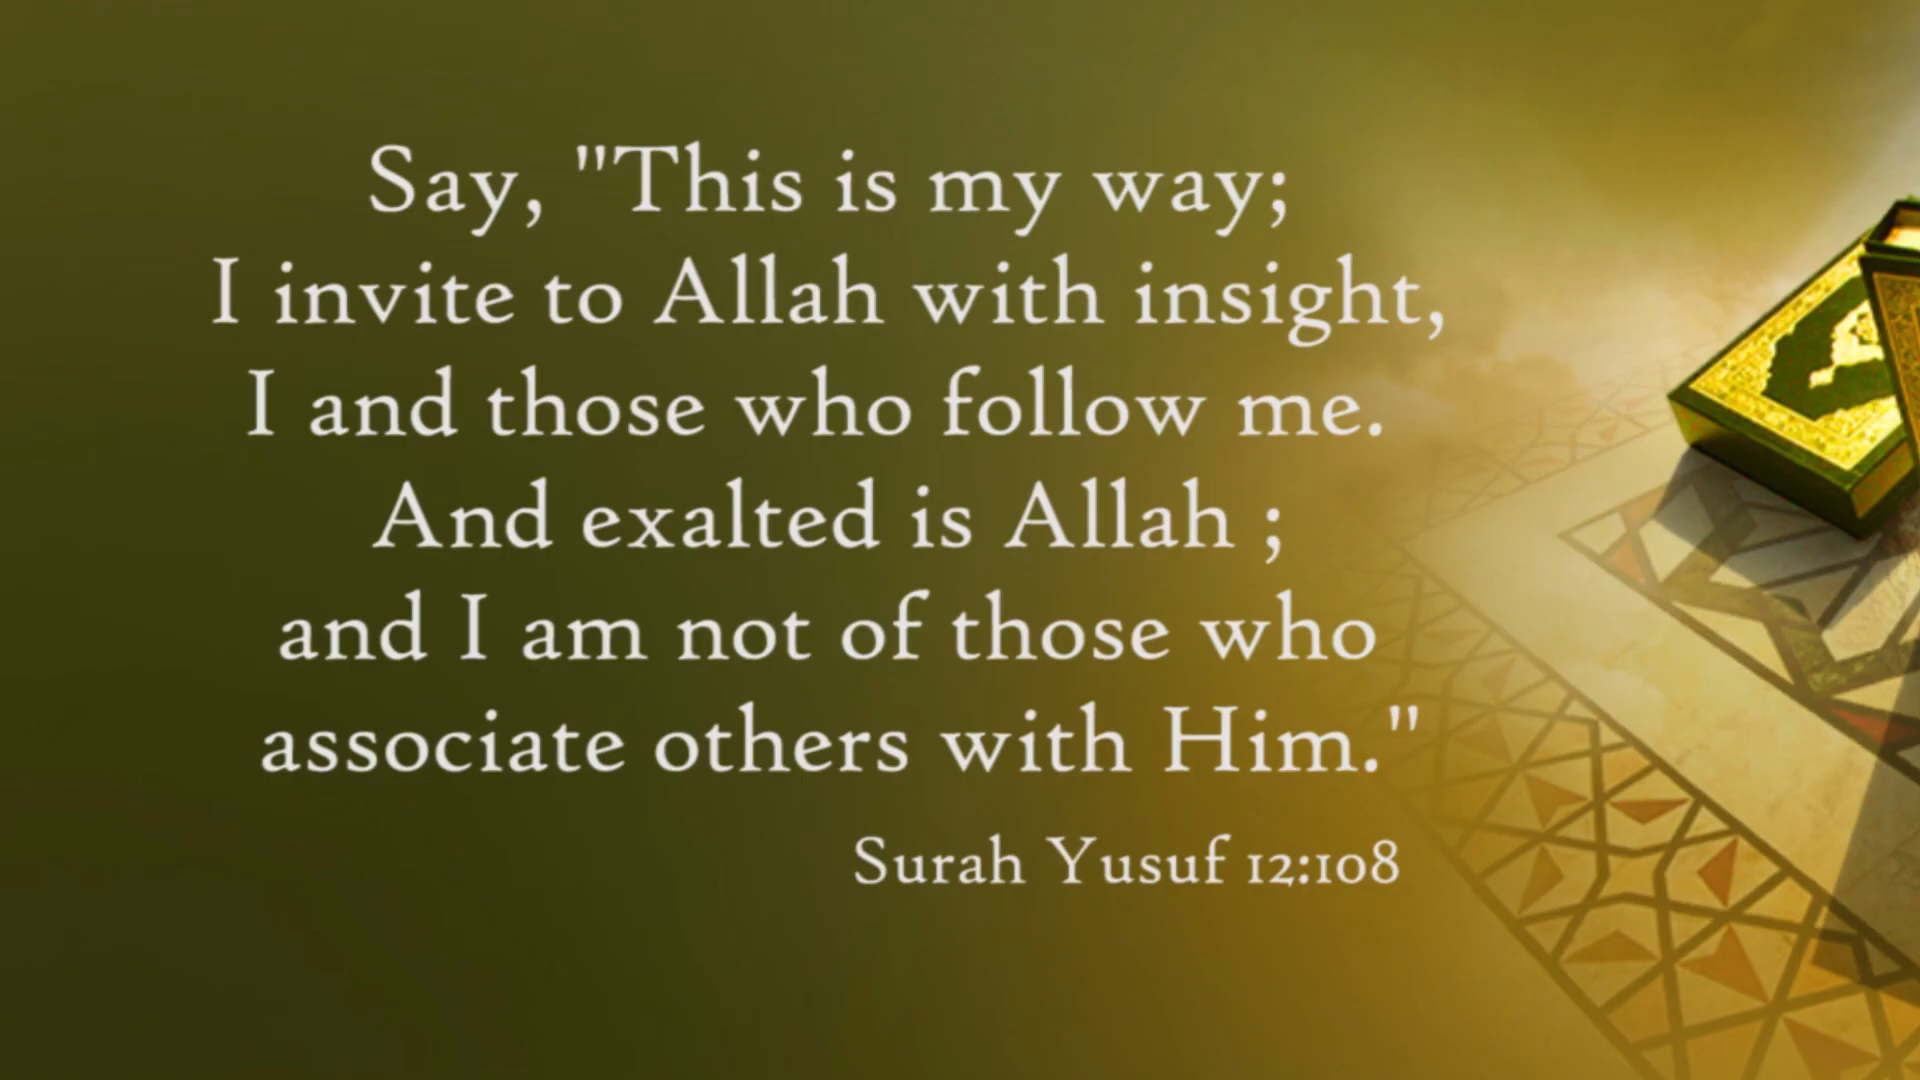 Say, "This is my way;
I invite to Allah with insight,
I and those who follow me.
And exalted is Allah ;
and I am not of those who
associate others with Him."
Surah Yusuf 12:108